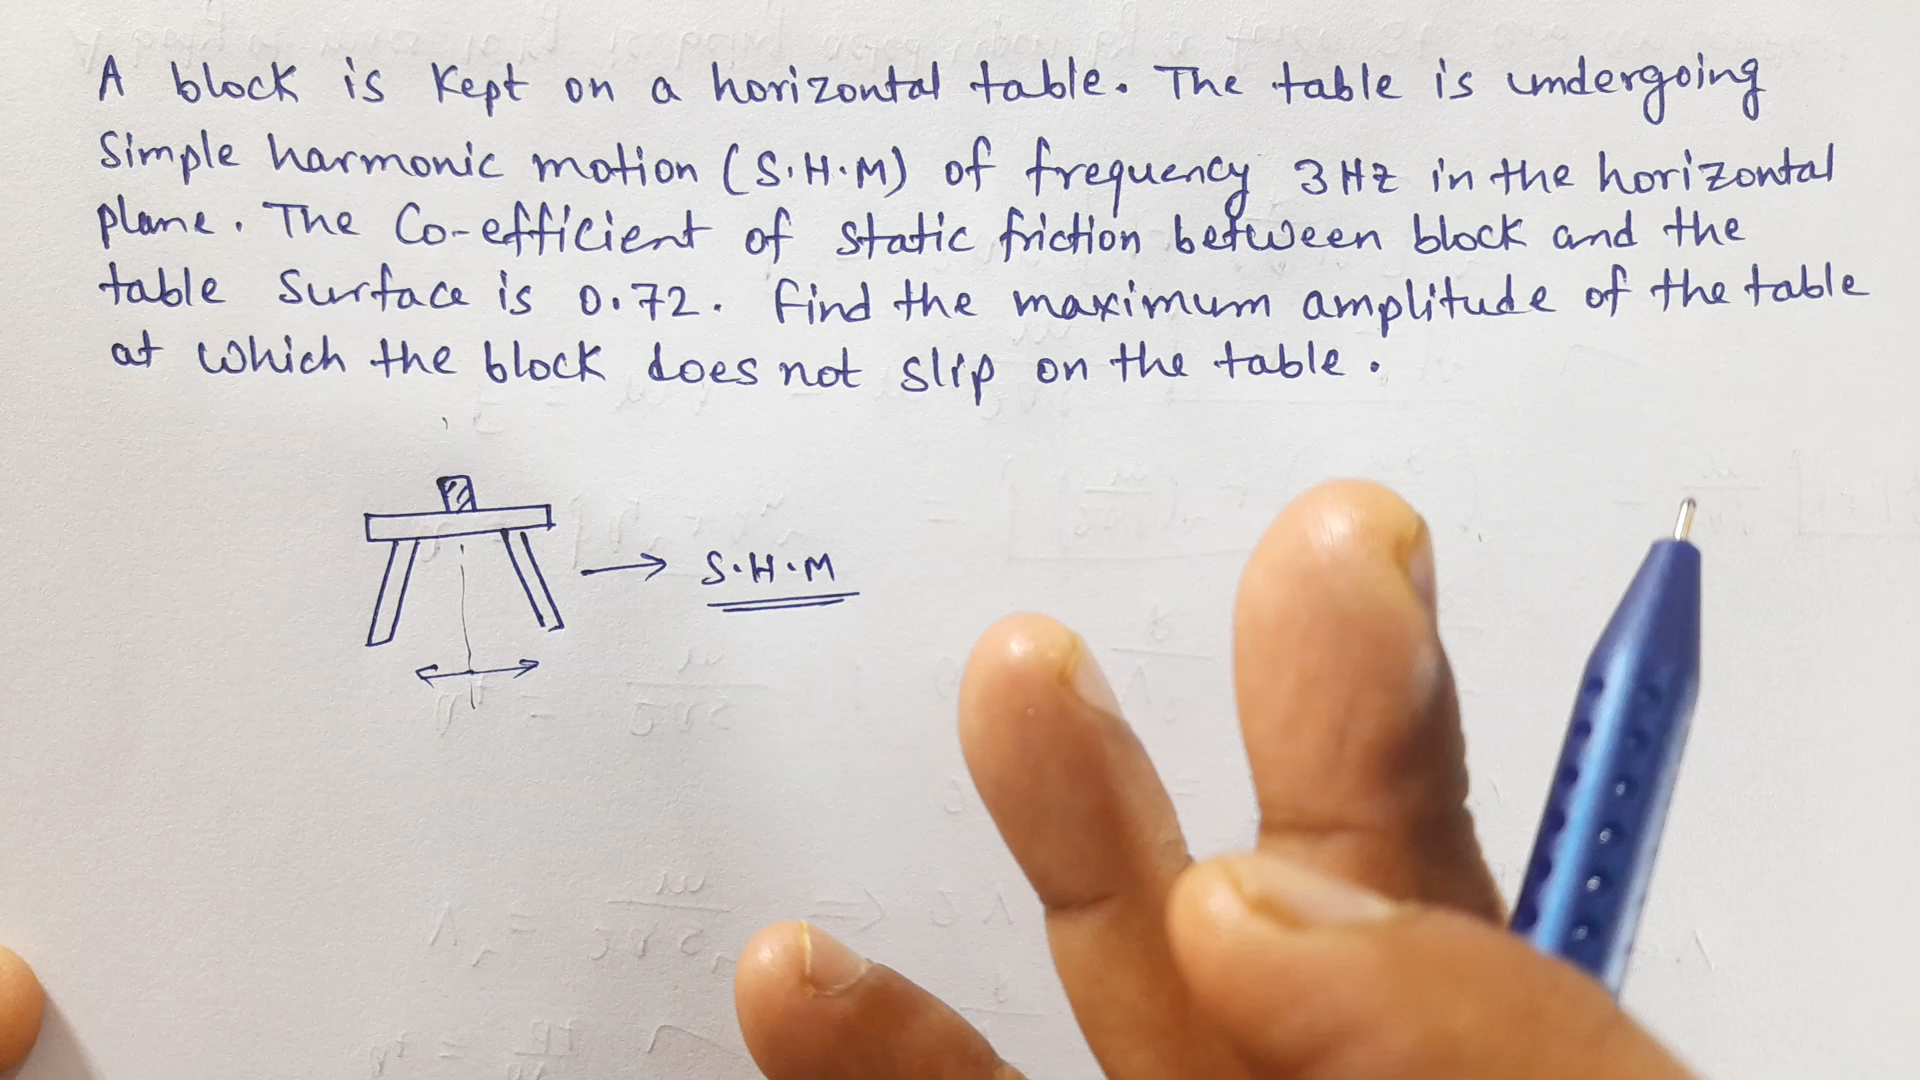 A block is kept on a horizontal table. The table is undergoing
Simple harmonic motion (S.H.M) of frequency 3 Hz in the horizontal
plane. The Co-efficient of static friction between block and the
table surface is 0.72. find the maximum amplitude of the table
at which the block does not slip on the table.
S.H.M